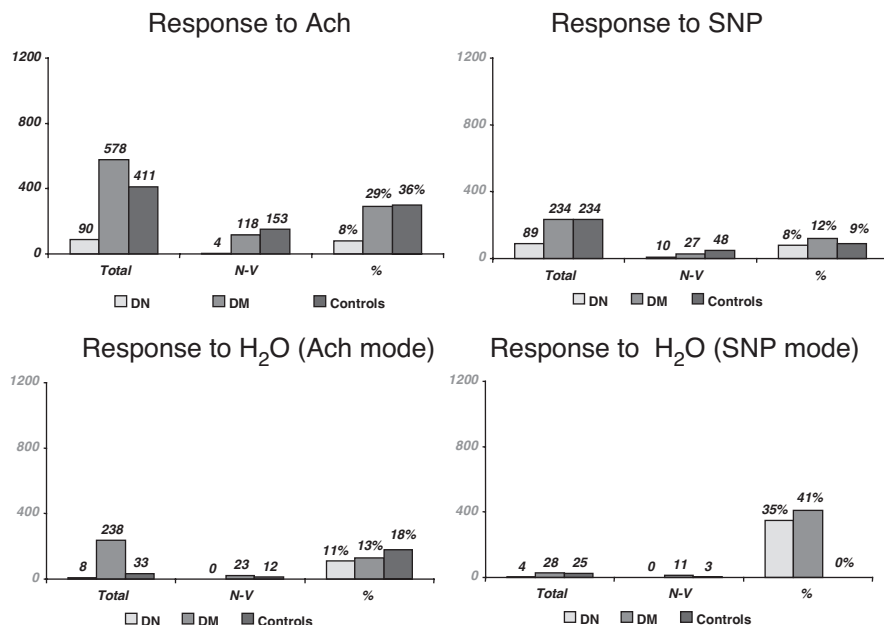 Response to Ach
1200
800
400
0
90
578
411
4
118
153
8%
29%
36%
Total
N-V
%
DN
DM
Controls
Response to SNP
1200
800
400
0
89
234
234
10
27
48
8%
12%
9%
Total
N-V
%
DN
DM
Controls
Response to H₂O (Ach mode)
1200
800
400
0
8
238
33
0
23
12
11%
13%
18%
Total
N-V
%
DN
DM
Controls
Response to H₂O (SNP mode)
1200
800
400
0
4
28
25
0
11
3
35%
41%
0%
Total
N-V
%
DN
DM
Controls